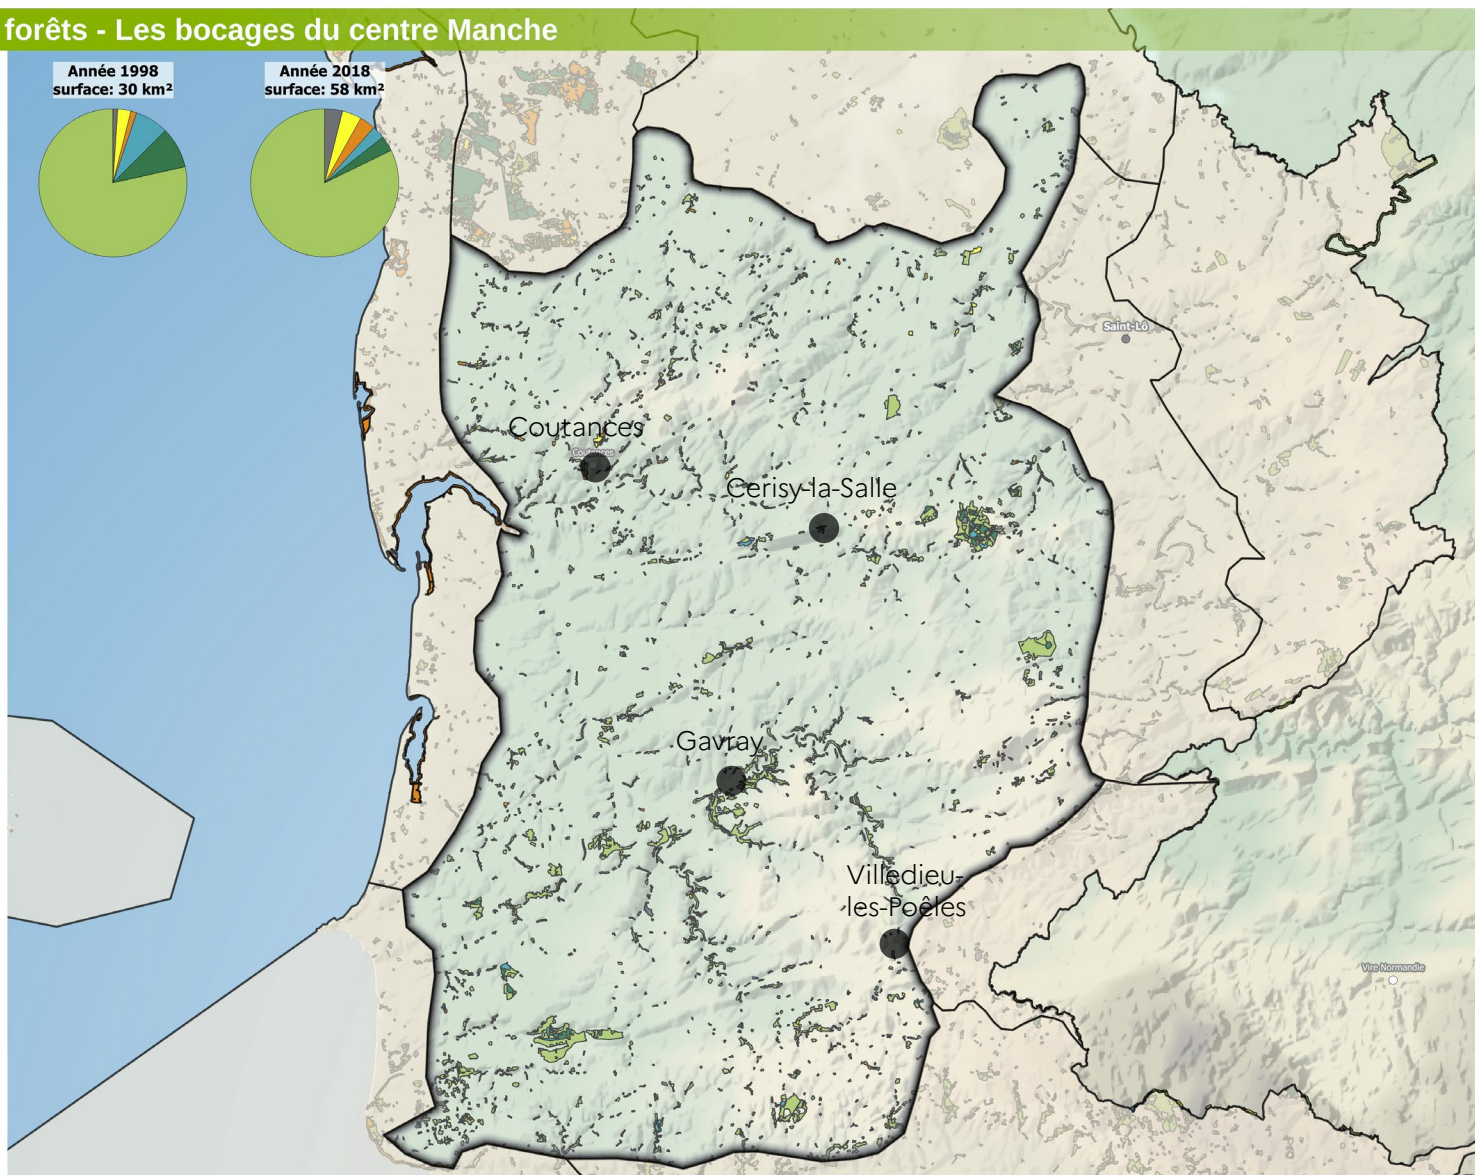 forêts - Les bocages du centre Manche
Année 1998
surface: 30 km²
Année 2018
surface: 58 km²
Saint-Lô
Coutances
Coutances
Cerisy-la-Salle
Gavray
Villedieu-
les-Poêles
Vire Normandie